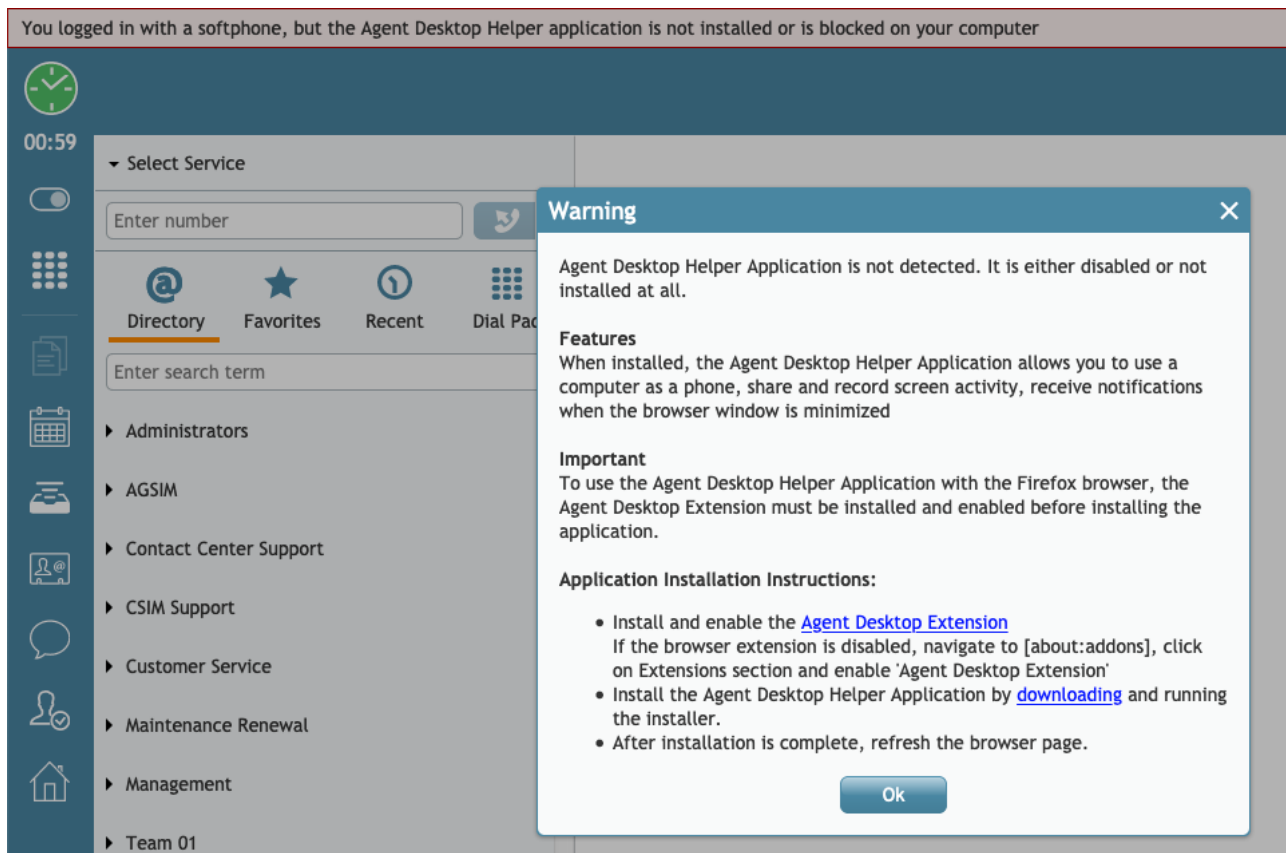 You logged in with a softphone, but the Agent Desktop Helper application is not installed or is blocked on your computer
00:59
Select Service
Enter number
Directory
Favorites
Recent
Dial Pad
Enter search term
Administrators
AGSIM
Contact Center Support
CSIM Support
Customer Service
Maintenance Renewal
Management
Team 01
Warning
Agent Desktop Helper Application is not detected. It is either disabled or not
installed at all.
Features
When installed, the Agent Desktop Helper Application allows you to use a
computer as a phone, share and record screen activity, receive notifications
when the browser window is minimized
Important
To use the Agent Desktop Helper Application with the Firefox browser, the
Agent Desktop Extension must be installed and enabled before installing the
application.
Application Installation Instructions:
• Install and enable the Agent Desktop Extension
If the browser extension is disabled, navigate to [about:addons], click
on Extensions section and enable 'Agent Desktop Extension'
• Install the Agent Desktop Helper Application by downloading and running
the installer.
• After installation is complete, refresh the browser page.
Ok